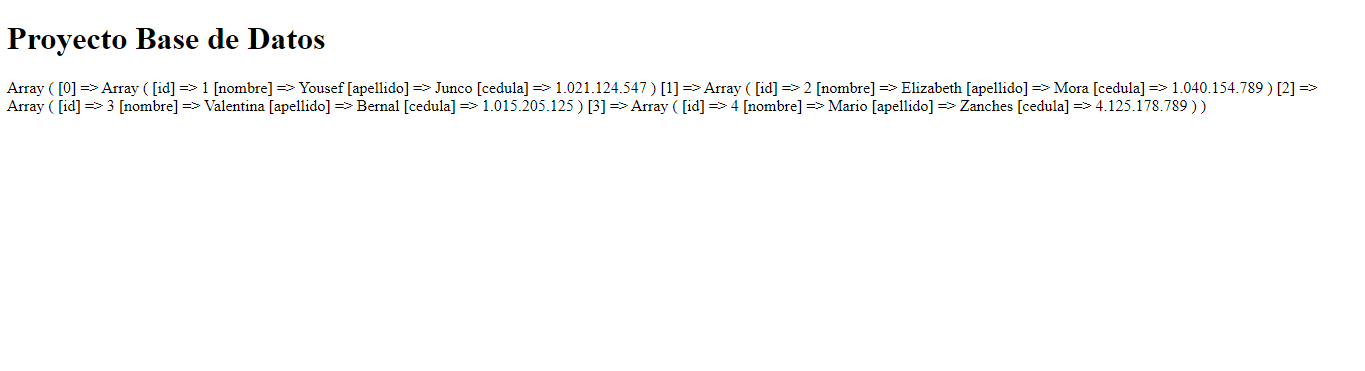 Proyecto Base de Datos
Array ( [0] => Array ( [id] => 1 [nombre] => Yousef [apellido] => Junco [cedula] => 1.021.124.547 ) [1] => Array ( [id] => 2 [nombre] => Elizabeth [apellido] => Mora [cedula] => 1.040.154.789 ) [2] =>
Array ( [id] => 3 [nombre] => Valentina [apellido] => Bernal [cedula] => 1.015.205.125 ) [3] => Array ( [id] => 4 [nombre] => Mario [apellido] => Zanches [cedula] => 4.125.178.789 ) )